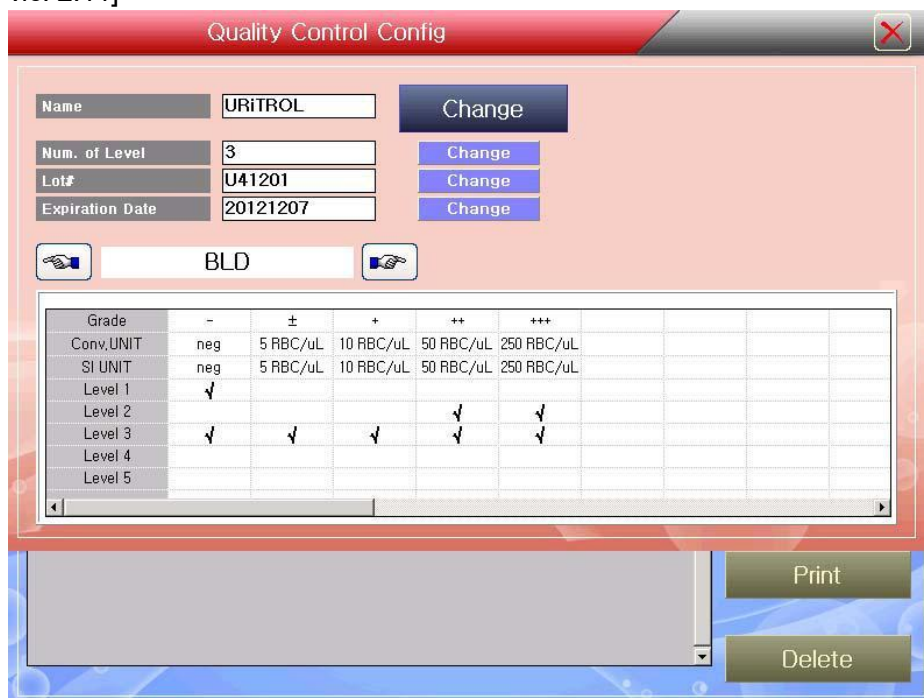 Quality Control Config
Name URiTROL Change
Num. of Level 3 Change
Lot# U41201 Change
Expiration Date 20121207 Change
BLD
Grade - ± + ++ +++
Conv,UNIT neg 5 RBC/uL 10 RBC/uL 50 RBC/uL 250 RBC/uL
SI UNIT neg 5 RBC/uL 10 RBC/uL 50 RBC/uL 250 RBC/uL
Level 1 √
Level 2 √ √
Level 3 √ √ √ √ √
Level 4
Level 5
Print
Delete